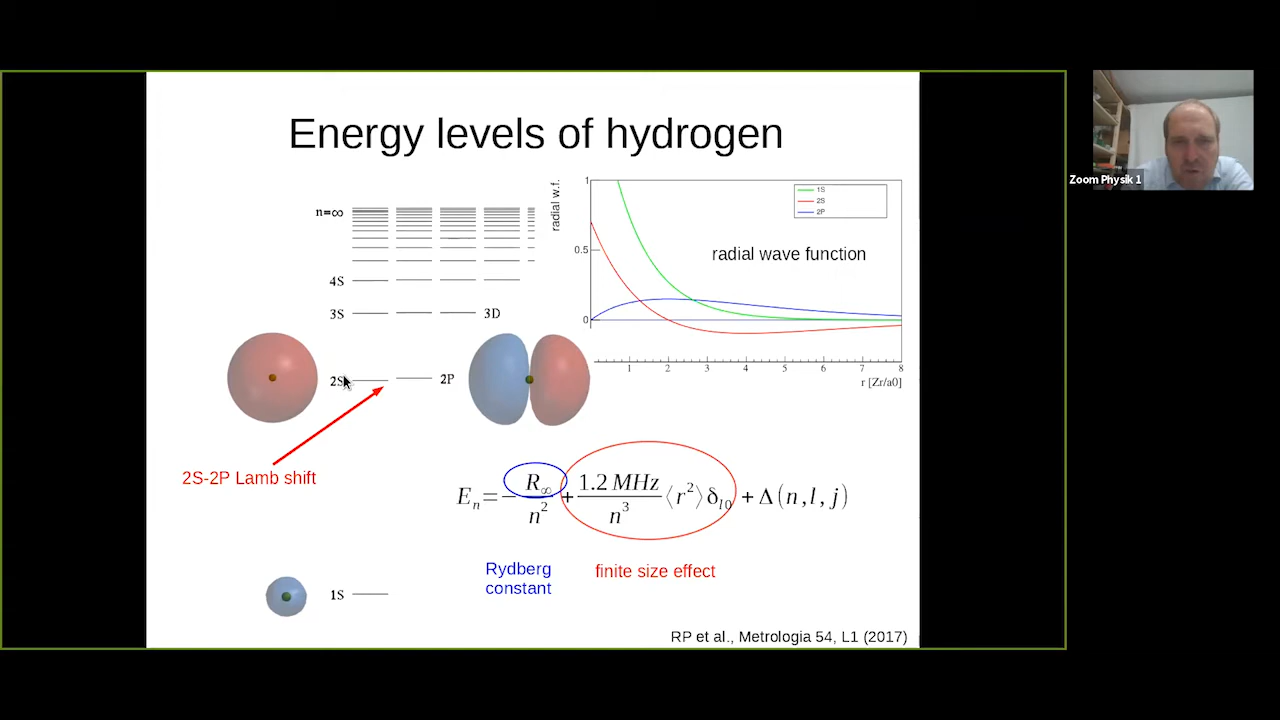 Energy levels of hydrogen
n=∞
4S
3S
3D
2S
2P
2S-2P Lamb shift
1S
radial w.f.
1
0.5
0
1S
2S
2P
radial wave function
1 2 3 4 5 6 7 8
r [Zr/a0]
E_n = − R_∞/n² + 1.2 MHz/n³ ⟨r²⟩ δ_l0 + Δ(n,l,j)
Rydberg
constant
finite size effect
RP et al., Metrologia 54, L1 (2017)
Zoom Physik 1